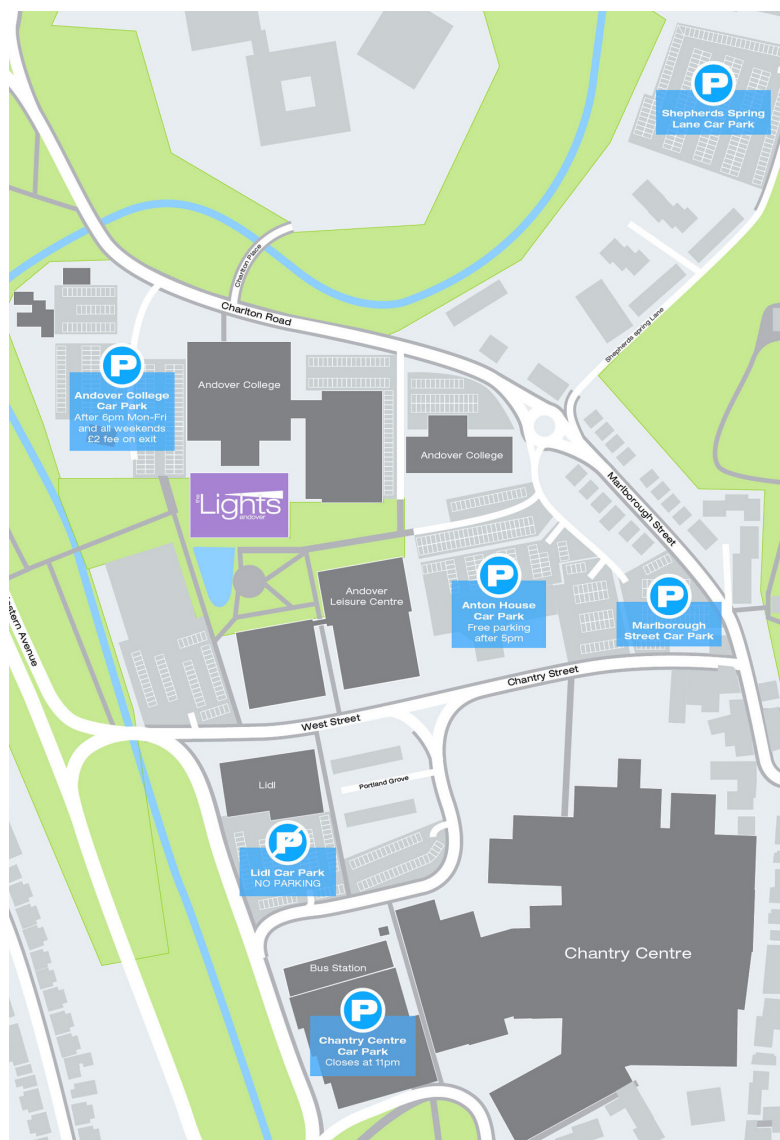 P
Shepherds Spring
Lane Car Park
Charlton Place
Charlton Road
Shepherds spring Lane
P
Andover College
Car Park
After 6pm Mon-Fri
and all weekends
£2 fee on exit
Andover College
Andover College
the
Lights
andover
Marlborough Street
P
Anton House
Car Park
Free parking
after 5pm
Andover
Leisure Centre
P
Marlborough
Street Car Park
Avenue
Chantry Street
West Street
Lidl
Portland Grove
P
Lidl Car Park
NO PARKING
Chantry Centre
Bus Station
P
Chantry Centre
Car Park
Closes at 11pm